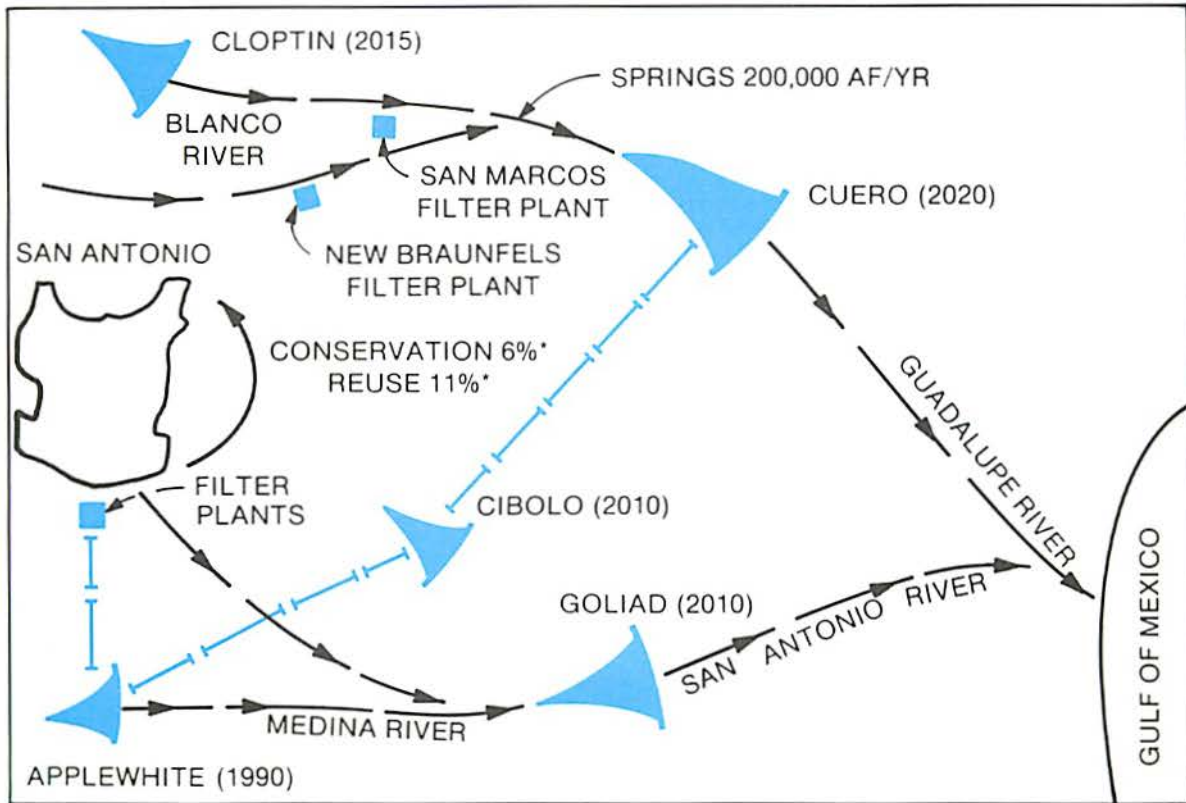 CLOPTIN (2015)
SPRINGS 200,000 AF/YR
BLANCO
RIVER
SAN MARCOS
FILTER PLANT
CUERO (2020)
SAN ANTONIO
NEW BRAUNFELS
FILTER PLANT
CONSERVATION 6%*
REUSE 11%*
GUADALUPE RIVER
FILTER
PLANTS
CIBOLO (2010)
GOLIAD (2010)
SAN ANTONIO RIVER
GULF OF MEXICO
MEDINA RIVER
APPLEWHITE (1990)